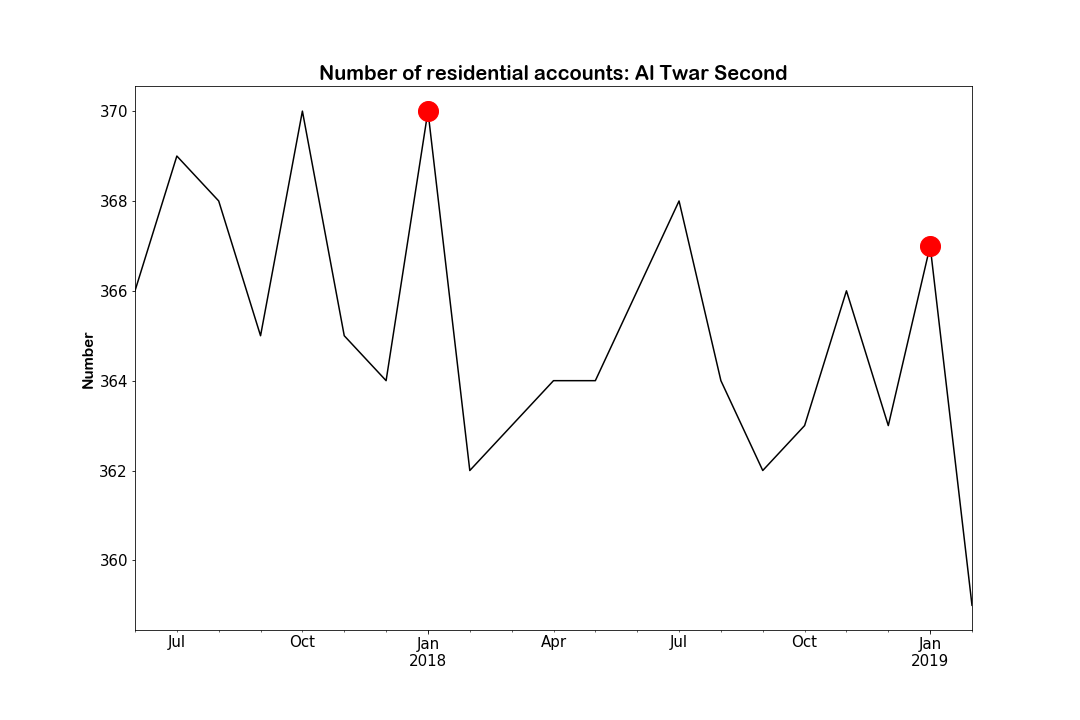 Number of residential accounts: Al Twar Second
370
368
366
364
362
360
Number
Jul
Oct
Jan
2018
Apr
Jul
Oct
Jan
2019